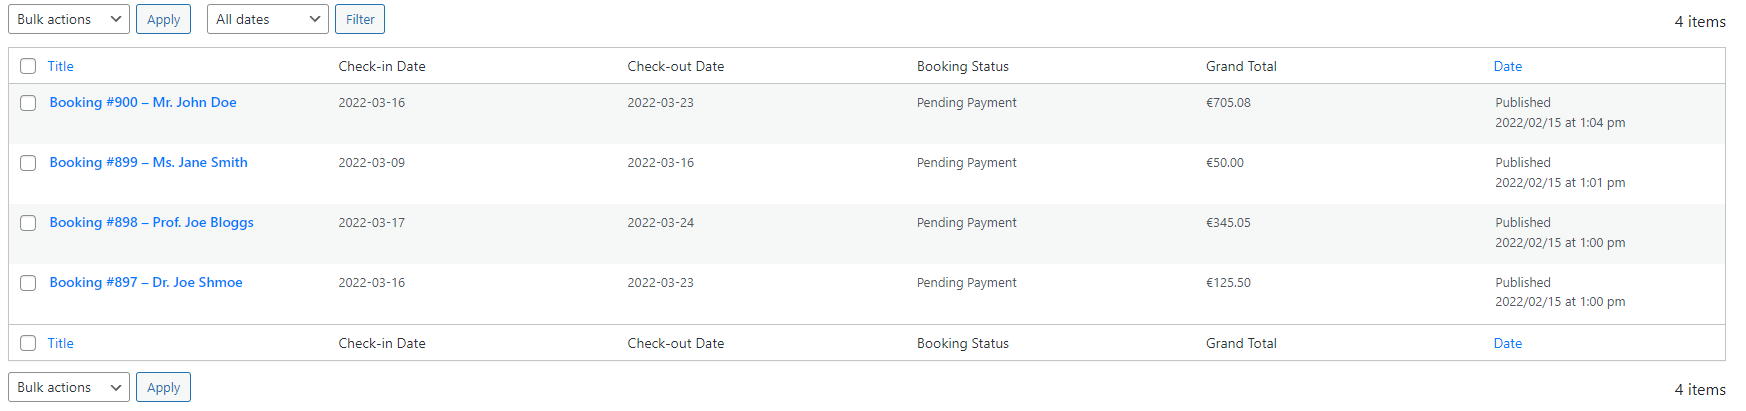 Bulk actions Apply All dates Filter 4 items
Title Check-in Date Check-out Date Booking Status Grand Total Date
Booking #900 – Mr. John Doe 2022-03-16 2022-03-23 Pending Payment €705.08 Published
2022/02/15 at 1:04 pm
Booking #899 – Ms. Jane Smith 2022-03-09 2022-03-16 Pending Payment €50.00 Published
2022/02/15 at 1:01 pm
Booking #898 – Prof. Joe Bloggs 2022-03-17 2022-03-24 Pending Payment €345.05 Published
2022/02/15 at 1:00 pm
Booking #897 – Dr. Joe Shmoe 2022-03-16 2022-03-23 Pending Payment €125.50 Published
2022/02/15 at 1:00 pm
Title Check-in Date Check-out Date Booking Status Grand Total Date
Bulk actions Apply 4 items